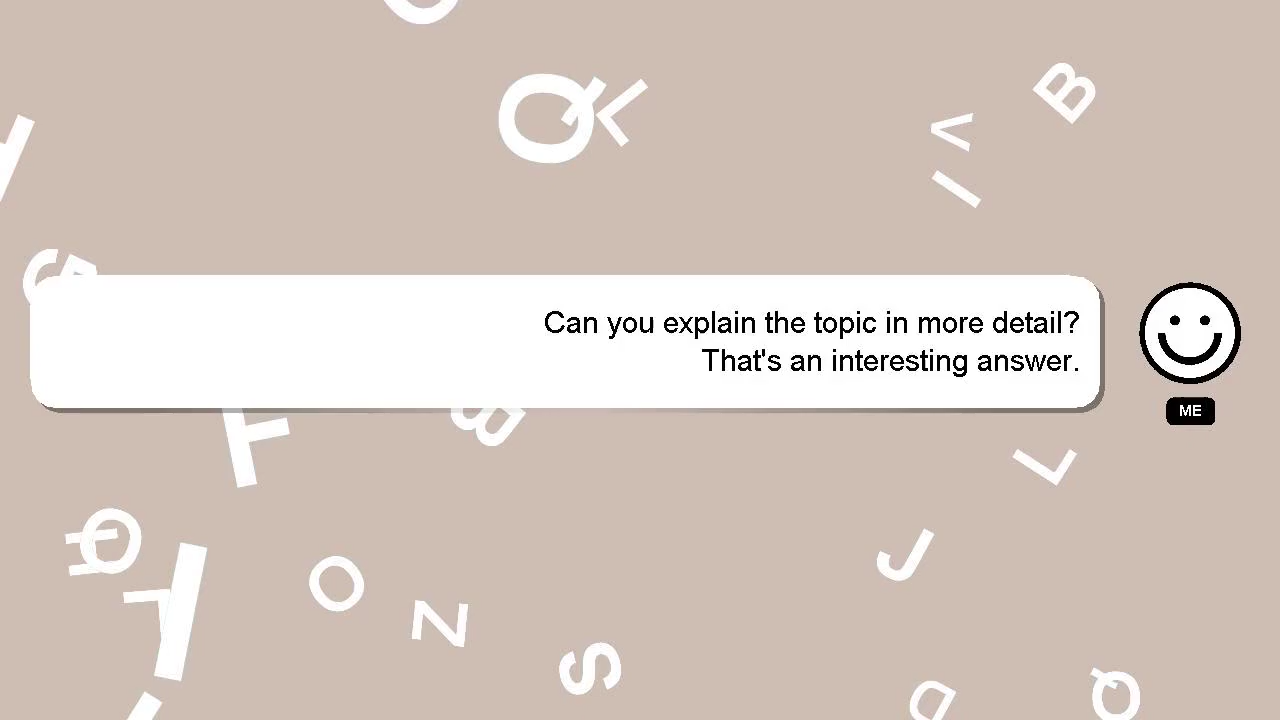 Can you explain the topic in more detail?
That's an interesting answer.
ME